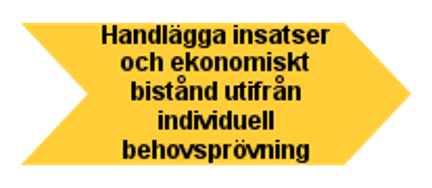 Handlägga insatser
och ekonomiskt
bistånd utifrån
individuell
behovsprövning